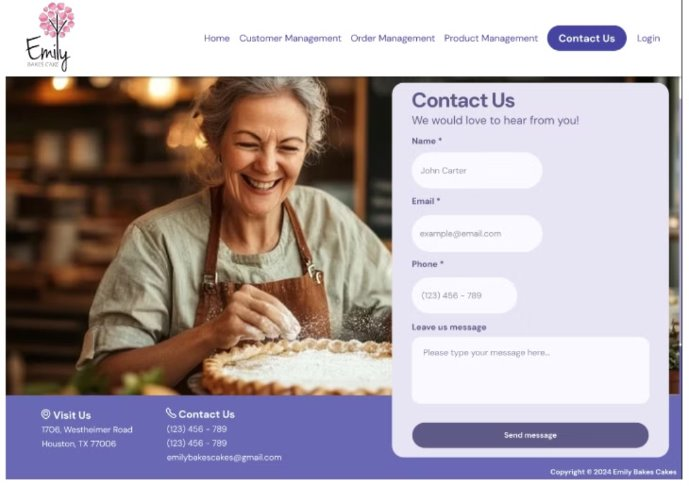 Emily
BAKES CAKE
Home Customer Management Order Management Product Management Contact Us Login
Contact Us
We would love to hear from you!
Name *
John Carter
Email *
example@email.com
Phone *
(123) 456 - 789
Leave us message
Please type your message here...
Send message
Visit Us
1706, Westheimer Road
Houston, TX 77006
Contact Us
(123) 456 - 789
(123) 456 - 789
emilybakescakes@gmail.com
Copyright © 2024 Emily Bakes Cakes